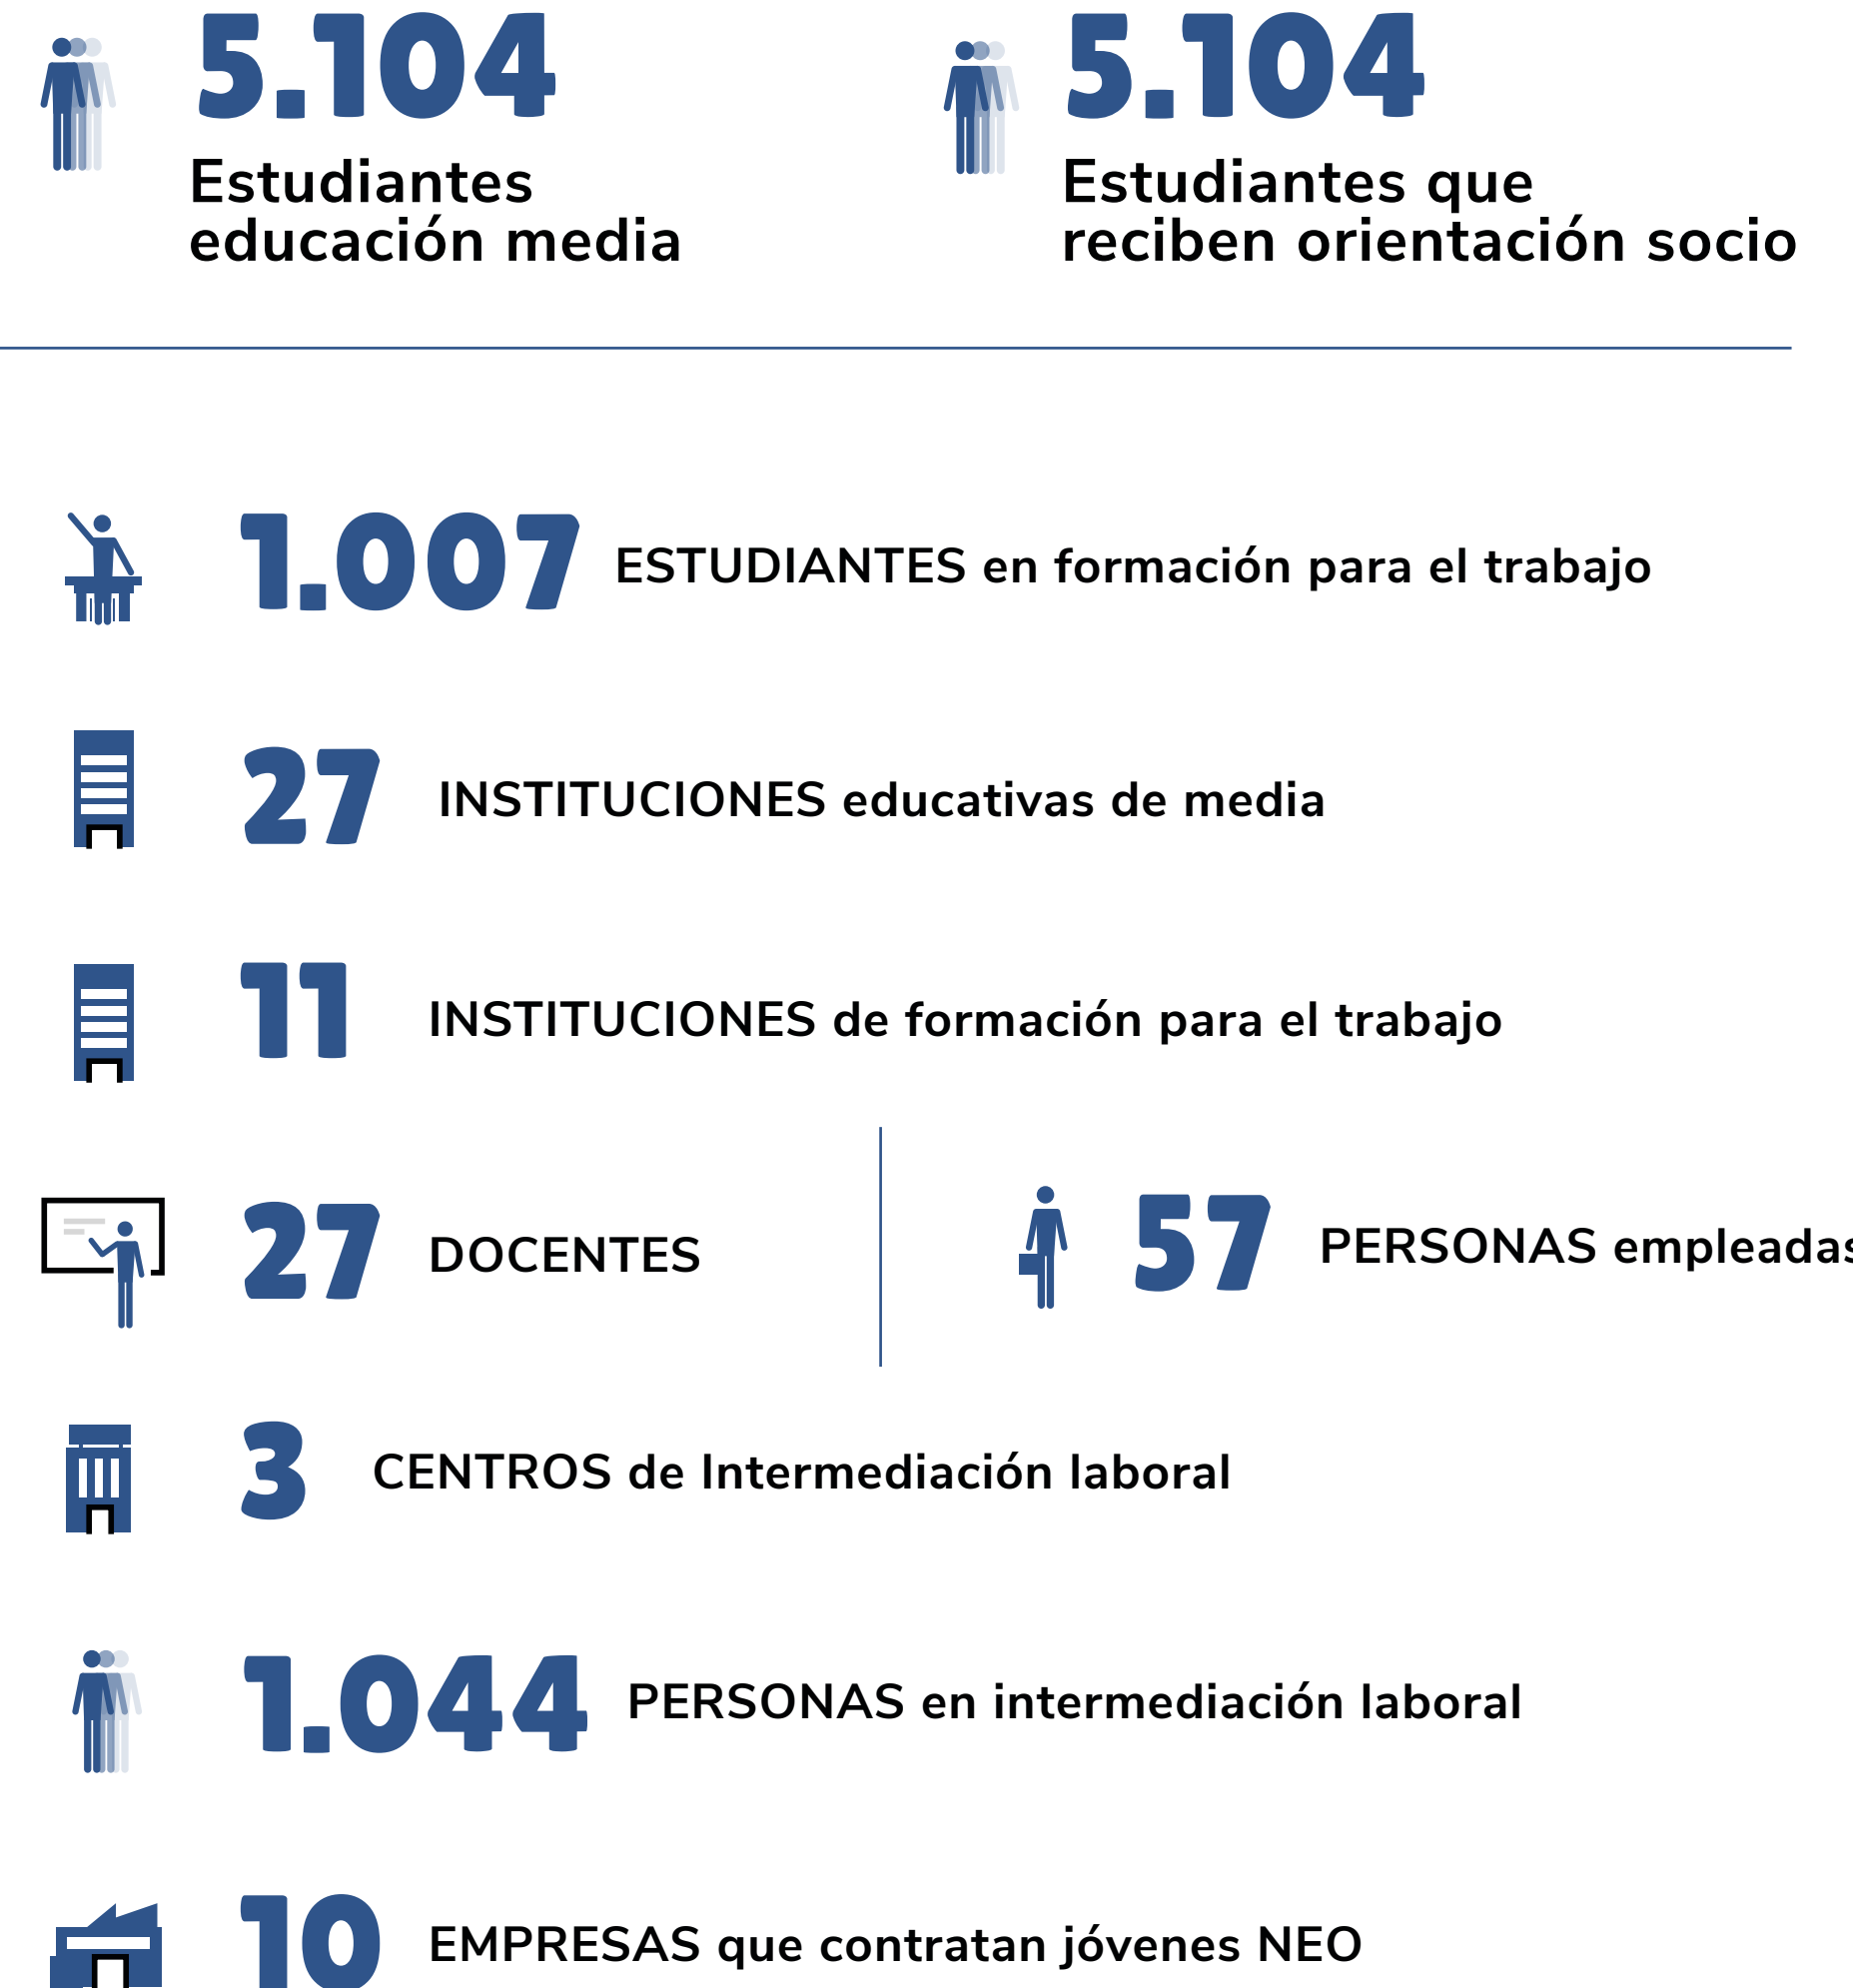 5.104
Estudiantes
educación media
5.104
Estudiantes que
reciben orientación socio
1.007 ESTUDIANTES en formación para el trabajo
27 INSTITUCIONES educativas de media
11 INSTITUCIONES de formación para el trabajo
27 DOCENTES
57 PERSONAS empleadas
3 CENTROS de Intermediación laboral
1.044 PERSONAS en intermediación laboral
10 EMPRESAS que contratan jóvenes NEO